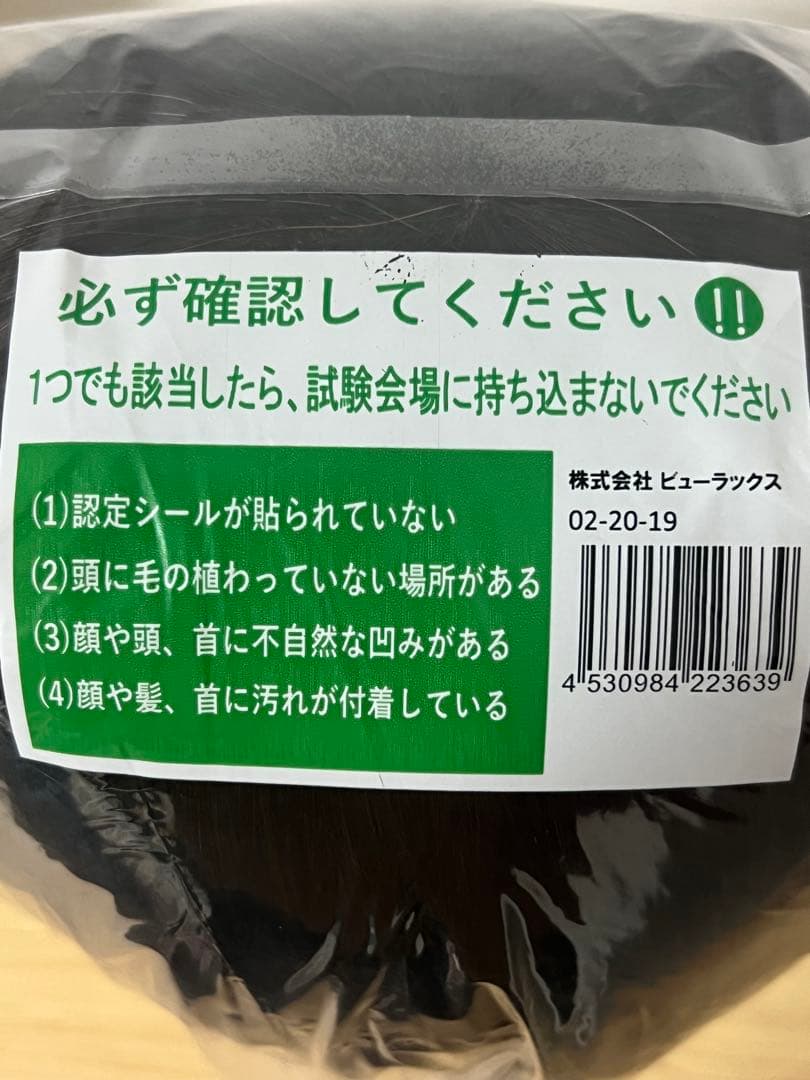 必ず確認してください!!
1つでも該当したら、試験会場に持ち込まないでください
(1)認定シールが貼られていない
(2)頭に毛の植わっていない場所がある
(3)顔や頭、首に不自然な凹みがある
(4)顔や髪、首に汚れが付着している
株式会社 ビューラックス
02-20-19
4 530984 223639